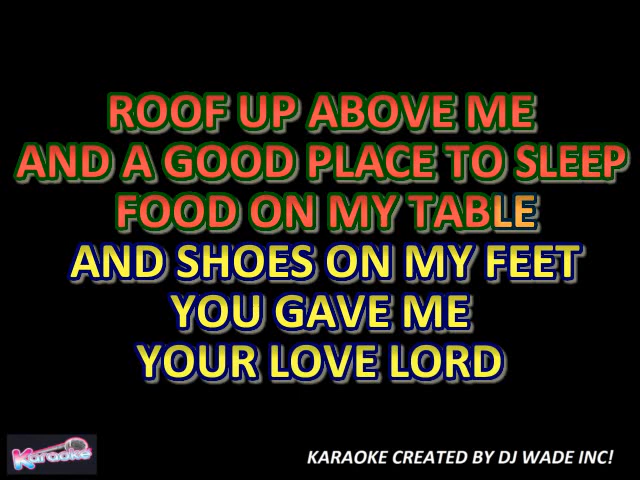 ROOF UP ABOVE ME
AND A GOOD PLACE TO SLEEP
FOOD ON MY TABLE
AND SHOES ON MY FEET
YOU GAVE ME
YOUR LOVE LORD
Karaoke
KARAOKE CREATED BY DJ WADE INC!